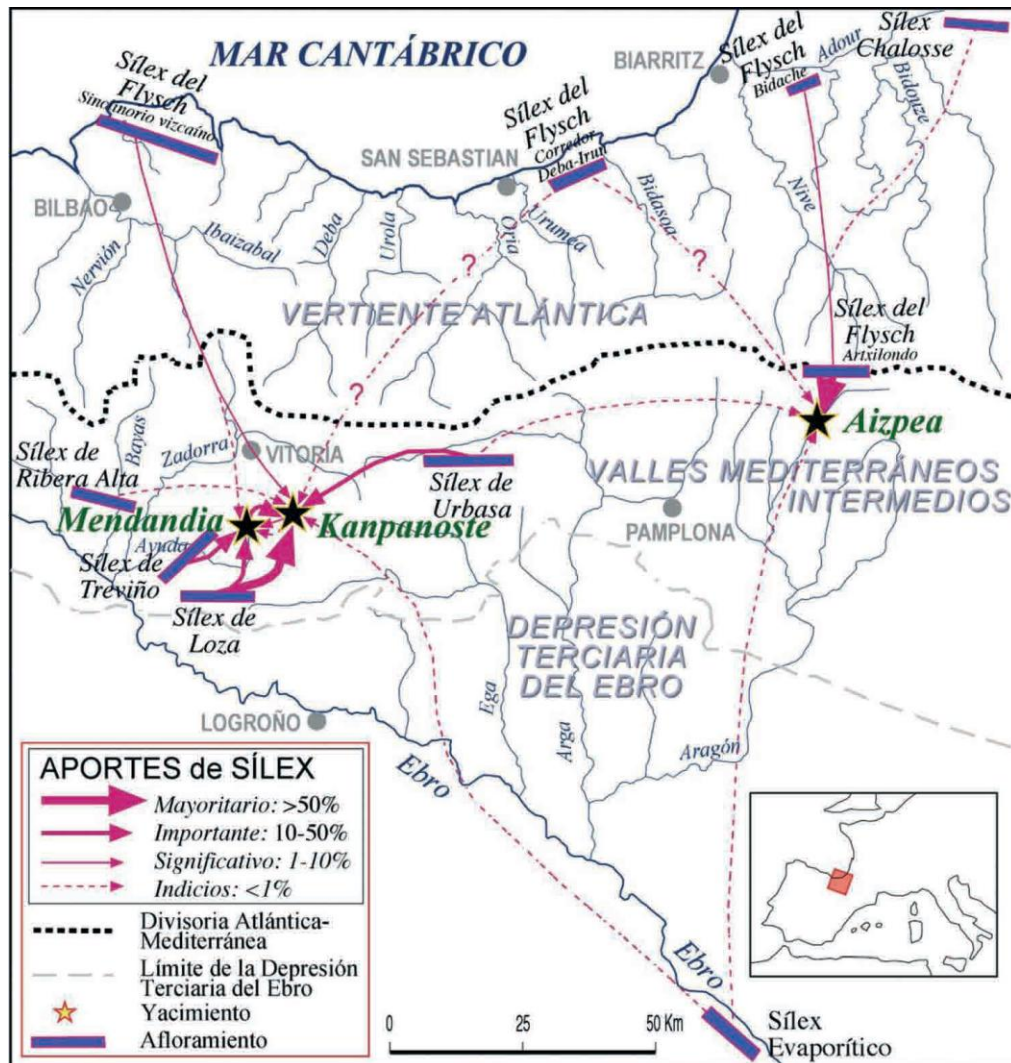 MAR CANTÁBRICO
Sílex del
Flysch
Sinclinorio vizcaíno
BILBAO
Nervión
Ibaizabal
Deba
Urola
SAN SEBASTIAN
Oria
Urumea
Sílex del
Flysch
Corredor
Deba-Irun
Bidasoa
BIARRITZ
Sílex del
Flysch
Bidache
Adour
Sílex
Chalosse
Bidouze
Nive
?
?
?
VERTIENTE ATLÁNTICA
Sílex del
Flysch
Artxilondo
Aizpea
Bayas
Zadorra
VITORIA
Sílex de
Ribera Alta
Mendandia
Kanpanoste
Sílex de
Urbasa
VALLES MEDITERRÁNEOS
INTERMEDIOS
PAMPLONA
Ayuda
Sílex de
Treviño
Sílex de
Loza
DEPRESIÓN
TERCIARIA
DEL EBRO
LOGROÑO
Ega
Arga
Aragón
Ebro
Ebro
APORTES de SÍLEX
Mayoritario: >50%
Importante: 10-50%
Significativo: 1-10%
Indicios: <1%
Divisoria Atlántica-
Mediterránea
Límite de la Depresión
Terciaria del Ebro
Yacimiento
Afloramiento
0 25 50 Km
Sílex
Evaporítico